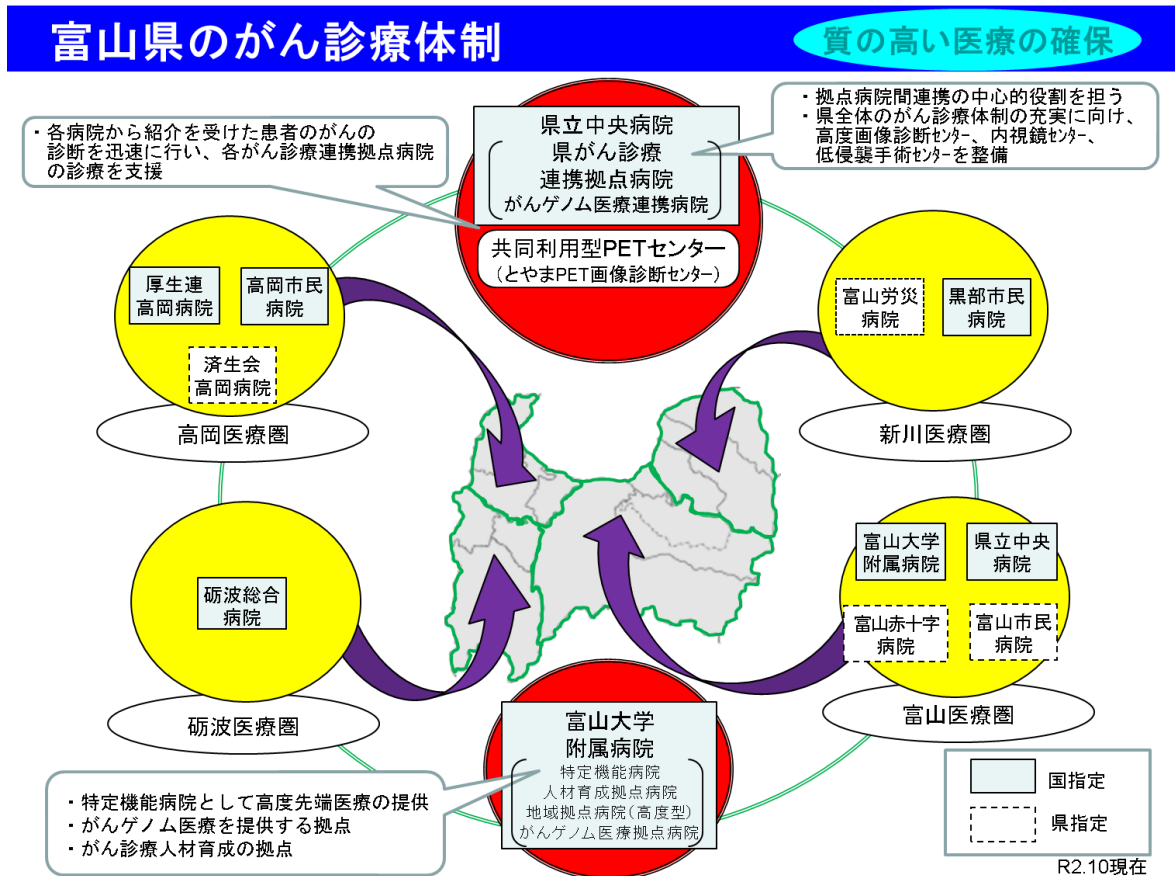 富山県のがん診療体制
質の高い医療の確保
・各病院から紹介を受けた患者のがんの
診断を迅速に行い、各がん診療連携拠点病院
の診療を支援
県立中央病院
県がん診療
連携拠点病院
がんゲノム医療連携病院
共同利用型PETセンター
(とやまPET画像診断センター)
・拠点病院間連携の中心的役割を担う
・県全体のがん診療体制の充実に向け、
高度画像診断センター、内視鏡センター、
低侵襲手術センターを整備
厚生連
高岡病院
高岡市民
病院
済生会
高岡病院
高岡医療圏
富山労災
病院
黒部市民
病院
新川医療圏
砺波総合
病院
砺波医療圏
富山大学
附属病院
県立中央
病院
富山赤十字
病院
富山市民
病院
富山医療圏
富山大学
附属病院
特定機能病院
人材育成拠点病院
地域拠点病院(高度型)
がんゲノム医療拠点病院
・特定機能病院として高度先端医療の提供
・がんゲノム医療を提供する拠点
・がん診療人材育成の拠点
国指定
県指定
R2.10現在